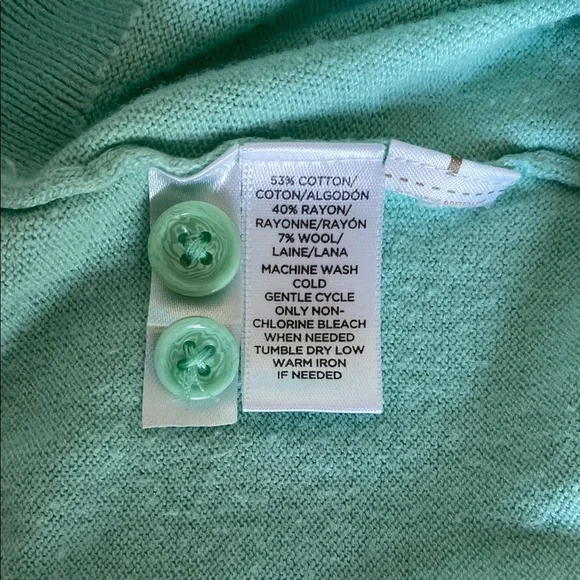 53% COTTON/
COTON/ALGODÓN
40% RAYON/
RAYONNE/RAYÓN
7% WOOL/
LAINE/LANA
MACHINE WASH
COLD
GENTLE CYCLE
ONLY NON-
CHLORINE BLEACH
WHEN NEEDED
TUMBLE DRY LOW
WARM IRON
IF NEEDED